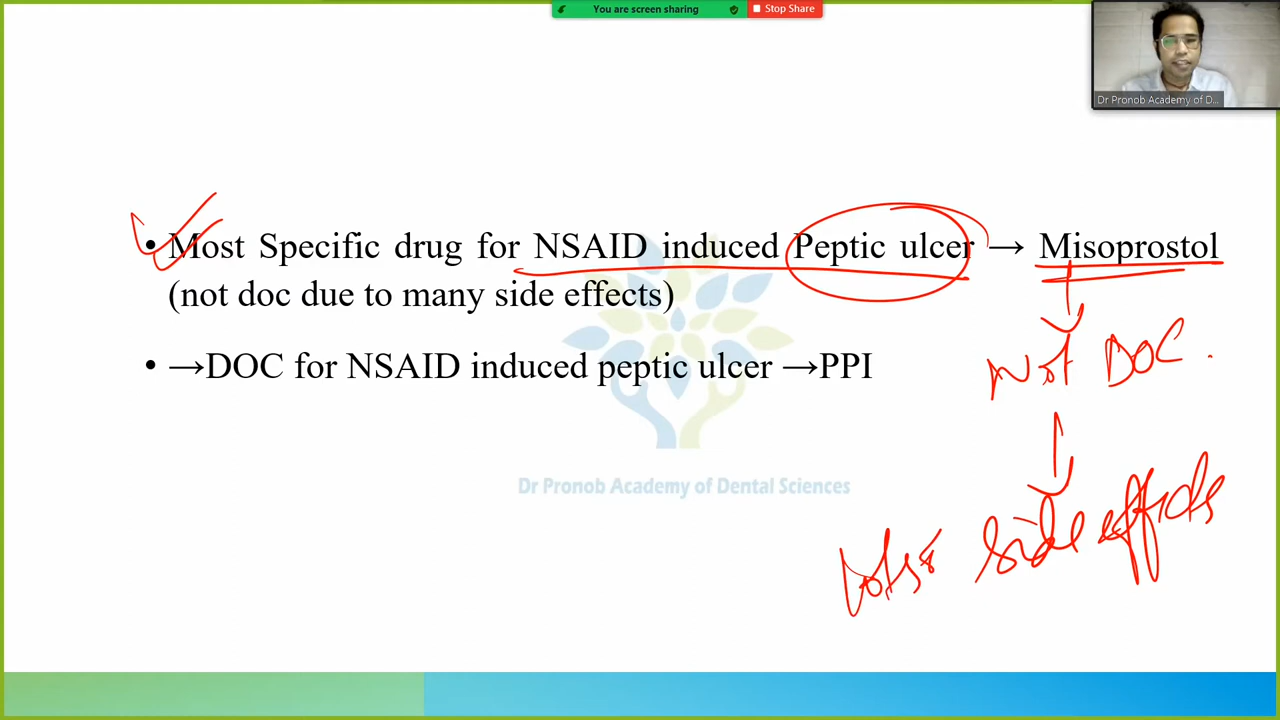 You are screen sharing
Stop Share
Dr Pronob Academy of D...
• Most Specific drug for NSAID induced Peptic ulcer → Misoprostol
(not doc due to many side effects)
• →DOC for NSAID induced peptic ulcer →PPI
Not DOC.
side effects
Dr Pronob Academy of Dental Sciences